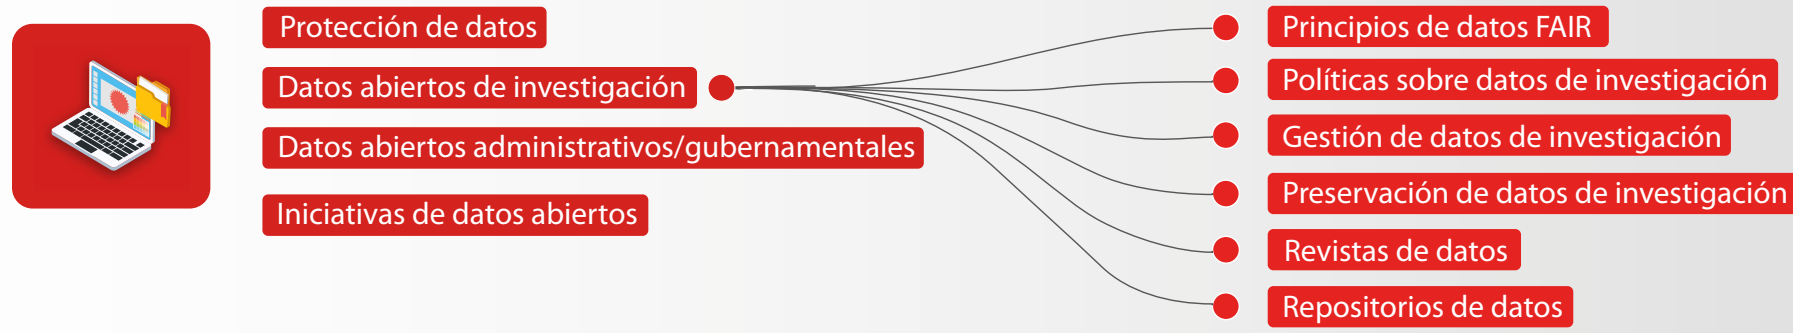 Protección de datos
Datos abiertos de investigación
Datos abiertos administrativos/gubernamentales
Iniciativas de datos abiertos
Principios de datos FAIR
Políticas sobre datos de investigación
Gestión de datos de investigación
Preservación de datos de investigación
Revistas de datos
Repositorios de datos